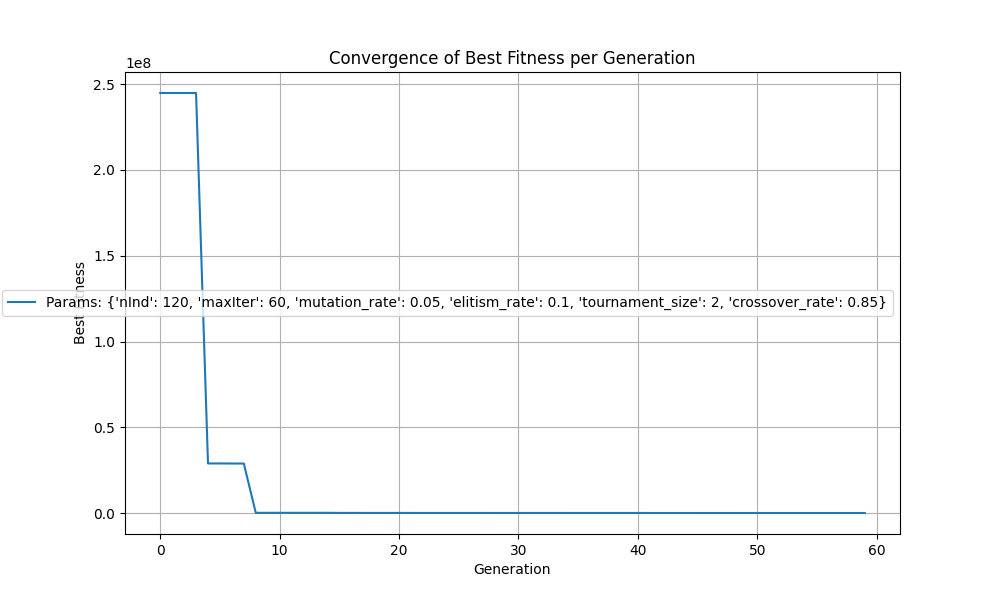 Convergence of Best Fitness per Generation
1e8
2.5
2.0
1.5
Params: {'nInd': 120, 'maxIter': 60, 'mutation_rate': 0.05, 'elitism_rate': 0.1, 'tournament_size': 2, 'crossover_rate': 0.85}
1.0
0.5
0.0
Best Fitness
0 10 20 30 40 50 60
Generation